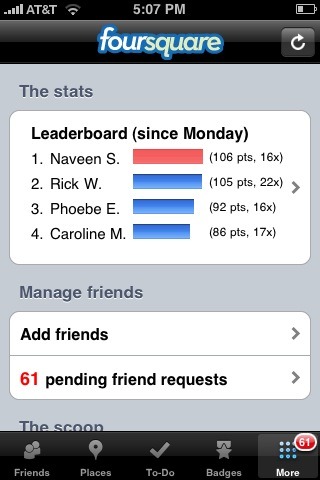 AT&T 5:07 PM
foursquare
The stats
Leaderboard (since Monday)
1. Naveen S. (106 pts, 16x)
2. Rick W. (105 pts, 22x)
3. Phoebe E. (92 pts, 16x)
4. Caroline M. (86 pts, 17x)
Manage friends
Add friends
61 pending friend requests
The scoop
61
Friends Places To-Do Badges More